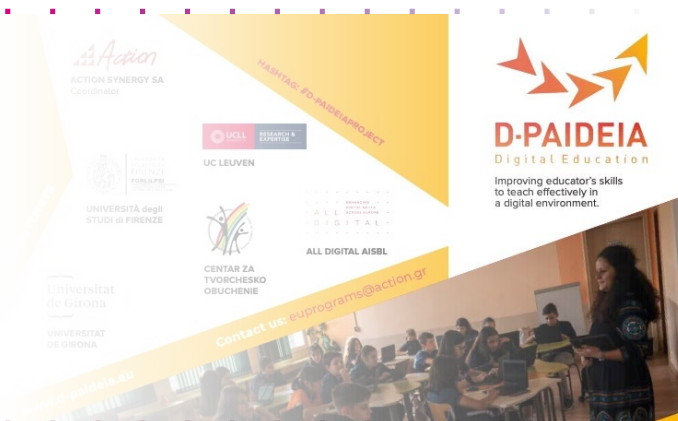 Action
ACTION SYNERGY SA
Coordinator
HASHTAG: #D-PAIDEIAPROJECT
UCLL
RESEARCH &
EXPERTISE
UC LEUVEN
UNIVERSITÀ degli
STUDI di FIRENZE
ALL
DIGITAL
ALL DIGITAL AISBL
CENTAR ZA
TVORCHESKO
OBUCHENIE
Universitat
de Girona
UNIVERSITAT
DE GIRONA
Contact us: euprograms@action.gr
D-PAIDEIA
Digital Education
Improving educator's skills
to teach effectively in
a digital environment.